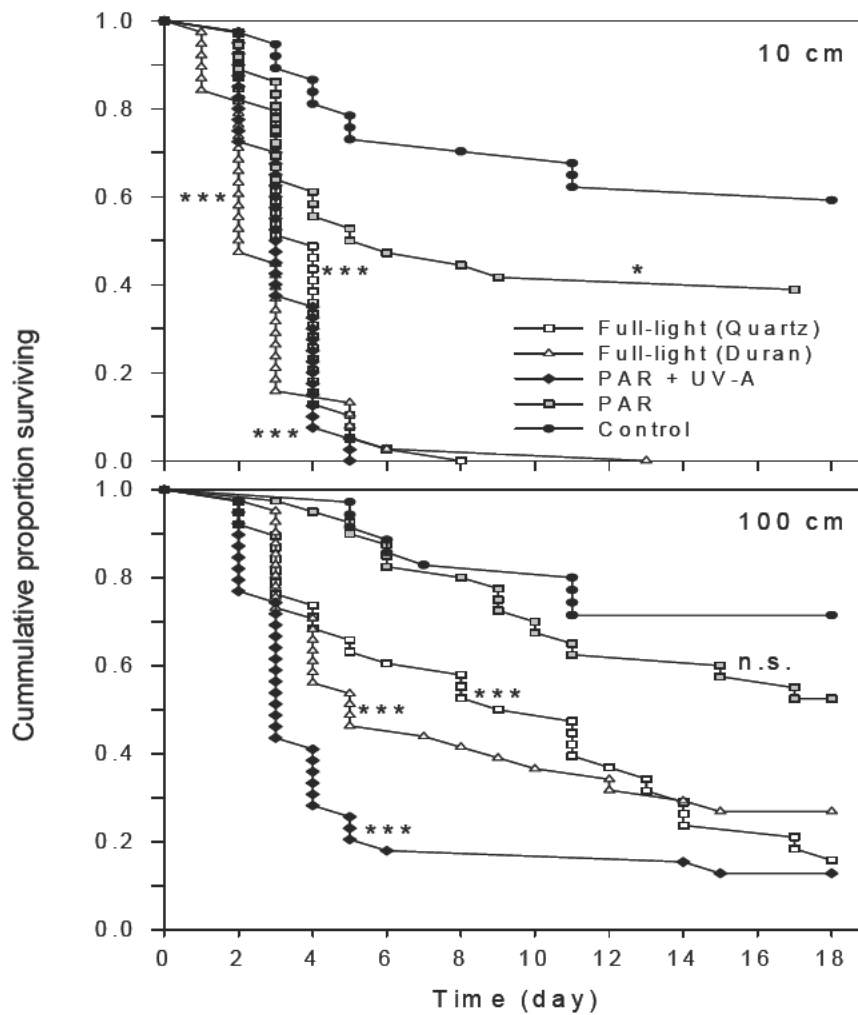 Cummulative proportion surviving
1.0
0.8
0.6
0.4
0.2
0.0
10 cm
***
***
*
***
Full-light (Quartz)
Full-light (Duran)
PAR + UV-A
PAR
Control
1.0
0.8
0.6
0.4
0.2
0.0
100 cm
n.s.
***
***
***
0 2 4 6 8 10 12 14 16 18
Time (day)